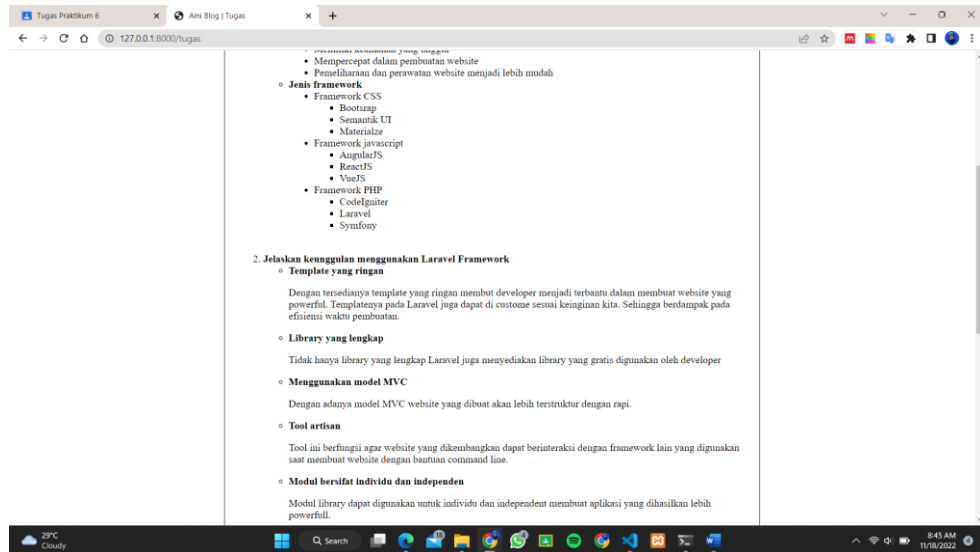 Tugas Praktikum 6
Aini Blog | Tugas
127.0.0.1:8000/tugas
Memiliki keamanan yang unggul
Mempercepat dalam pembuatan website
Pemeliharaan dan perawatan website menjadi lebih mudah
Jenis framework
Framework CSS
Bootsrap
Semantik UI
Materialze
Framework javascript
AngularJS
ReactJS
VueJS
Framework PHP
CodeIgniter
Laravel
Symfony
2. Jelaskan keunggulan menggunakan Laravel Framework
Template yang ringan
Dengan tersedianya template yang ringan membut developer menjadi terbantu dalam membuat website yang
powerful. Templatenya pada Laravel juga dapat di custome sesuai keinginan kita. Sehingga berdampak pada
efisiensi waktu pembuatan.
Library yang lengkap
Tidak hanya library yang lengkap Laravel juga menyediakan library yang gratis digunakan oleh developer
Menggunakan model MVC
Dengan adanya model MVC website yang dibuat akan lebih terstruktur dengan rapi.
Tool artisan
Tool ini berfungsi agar website yang dikembangkan dapat berinteraksi dengan framework lain yang digunakan
saat membuat website dengan bantuan command line.
Modul bersifat individu dan independen
Modul library dapat digunakan untuk individu dan independent membuat aplikasi yang dihasilkan lebih
powerfull.
29°C
Cloudy
Search
8:45 AM
11/18/2022